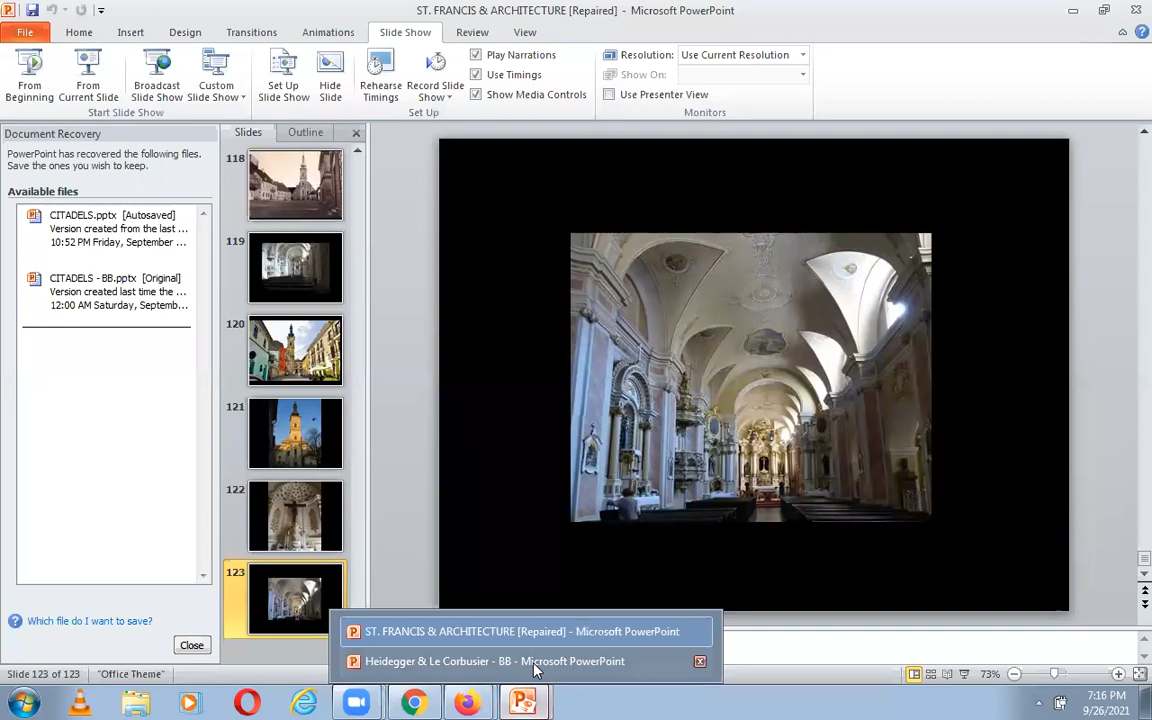 ST. FRANCIS & ARCHITECTURE [Repaired] - Microsoft PowerPoint
File Home Insert Design Transitions Animations Slide Show Review View
From Beginning
From Current Slide
Broadcast Slide Show
Custom Slide Show
Set Up Slide Show
Hide Slide
Rehearse Timings
Record Slide Show
Play Narrations
Use Timings
Show Media Controls
Resolution: Use Current Resolution
Show On:
Use Presenter View
Start Slide Show
Set Up
Monitors
Document Recovery
PowerPoint has recovered the following files.
Save the ones you wish to keep.
Available files
CITADELS.pptx [Autosaved]
Version created from the last ...
10:52 PM Friday, September ...
CITADELS - BB.pptx [Original]
Version created last time the ...
12:00 AM Saturday, Septemb...
Which file do I want to save?
Close
Slides Outline
118
119
120
121
122
123
ST. FRANCIS & ARCHITECTURE [Repaired] - Microsoft PowerPoint
Heidegger & Le Corbusier - BB - Microsoft PowerPoint
Slide 123 of 123 "Office Theme"
73%
7:16 PM
9/26/2021